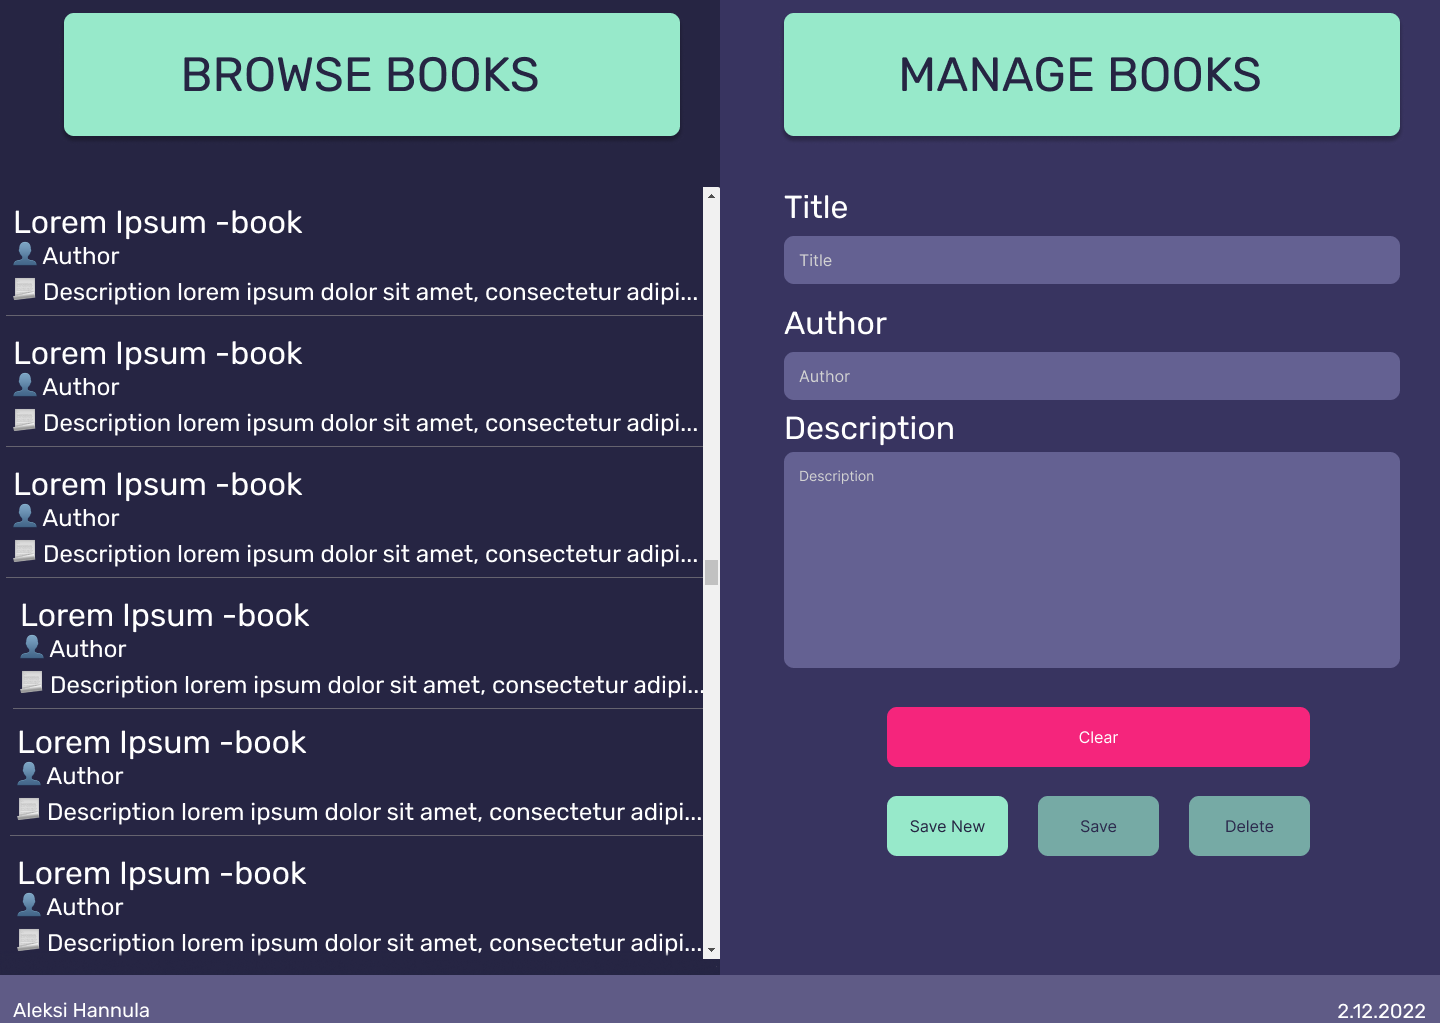 BROWSE BOOKS
Lorem Ipsum -book
Author
Description lorem ipsum dolor sit amet, consectetur adipi...
Lorem Ipsum -book
Author
Description lorem ipsum dolor sit amet, consectetur adipi...
Lorem Ipsum -book
Author
Description lorem ipsum dolor sit amet, consectetur adipi...
Lorem Ipsum -book
Author
Description lorem ipsum dolor sit amet, consectetur adipi...
Lorem Ipsum -book
Author
Description lorem ipsum dolor sit amet, consectetur adipi...
Lorem Ipsum -book
Author
Description lorem ipsum dolor sit amet, consectetur adipi...
MANAGE BOOKS
Title
Title
Author
Author
Description
Description
Clear
Save New
Save
Delete
Aleksi Hannula
2.12.2022